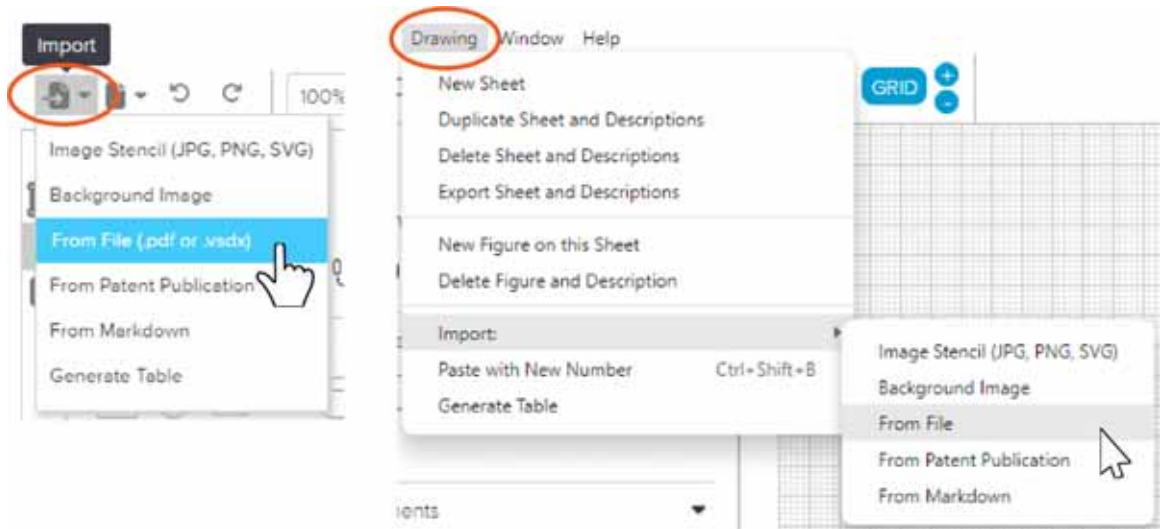 Import
100%
Image Stencil (JPG, PNG, SVG)
Background Image
From File (.pdf or .vsdx)
From Patent Publication
From Markdown
Generate Table
Drawing Window Help
New Sheet
Duplicate Sheet and Descriptions
Delete Sheet and Descriptions
Export Sheet and Descriptions
New Figure on this Sheet
Delete Figure and Description
Import:
Paste with New Number Ctrl+Shift+B
Generate Table
GRID
+
-
Image Stencil (JPG, PNG, SVG)
Background Image
From File
From Patent Publication
From Markdown